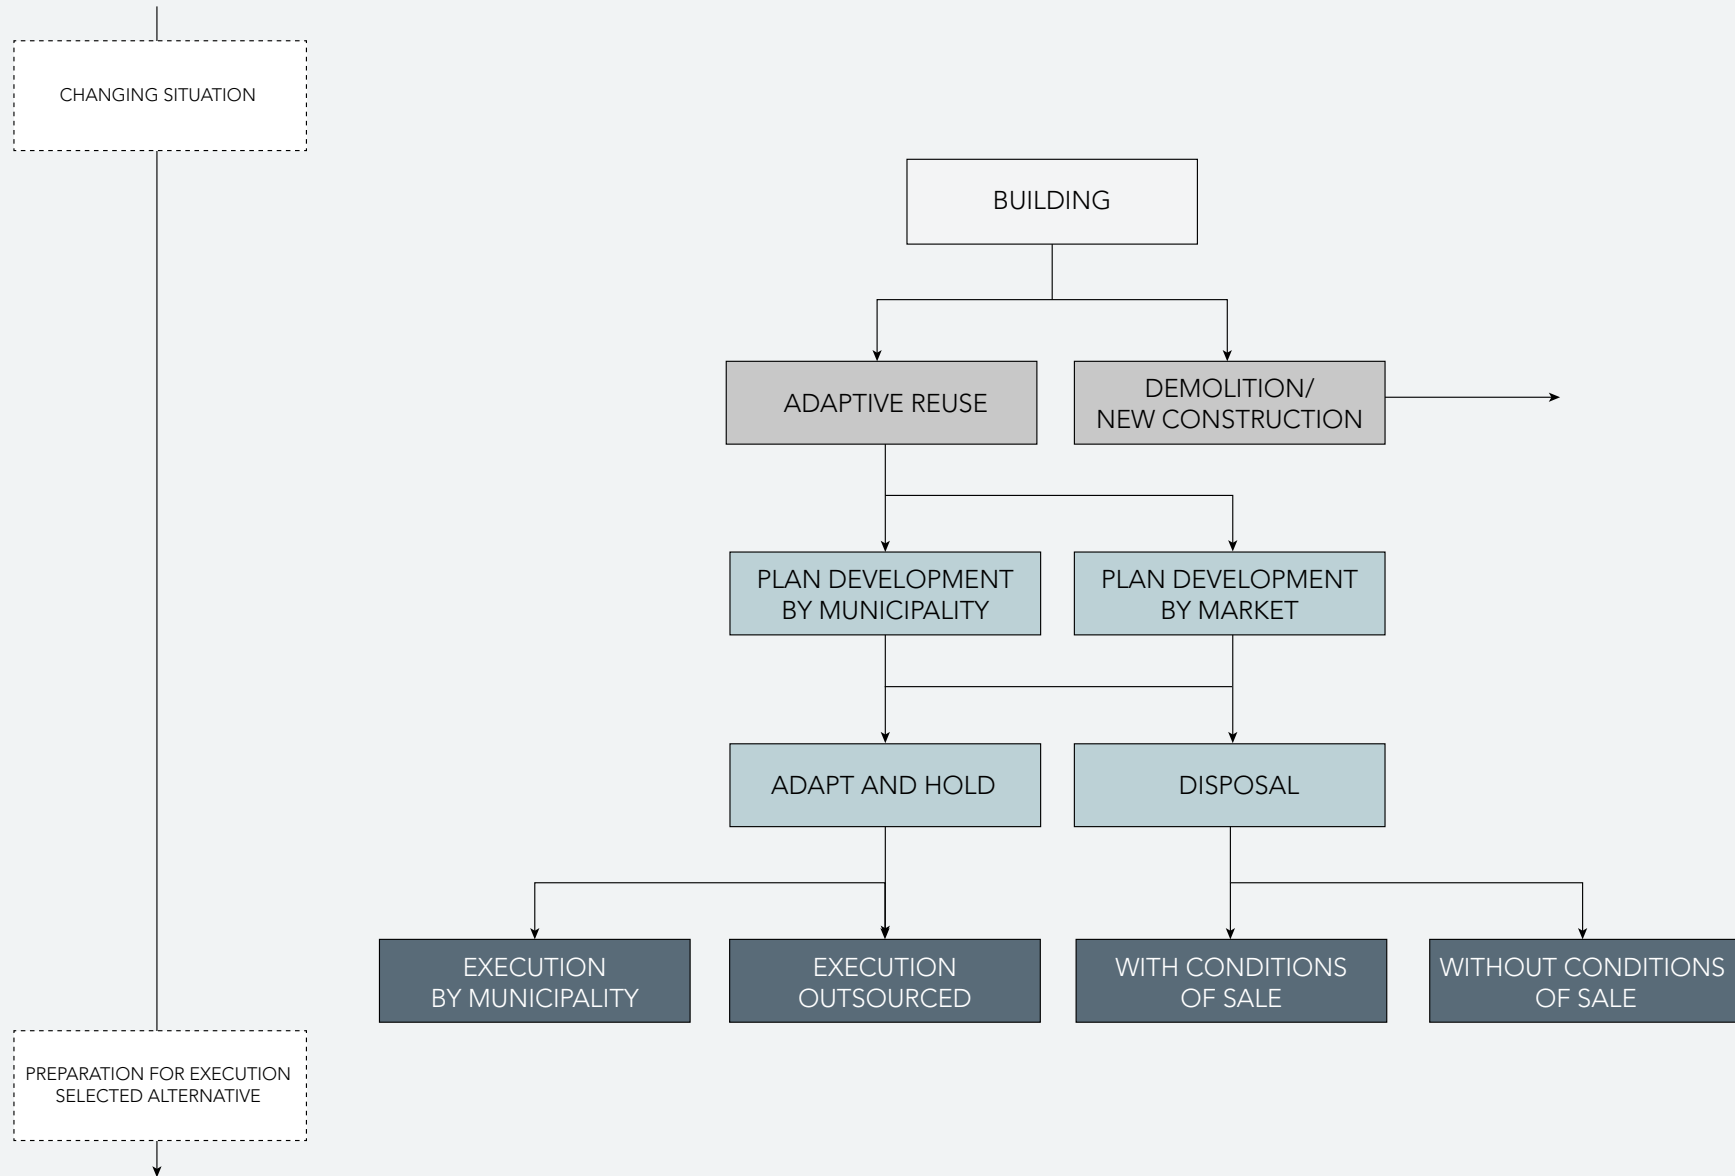 CHANGING SITUATION
BUILDING
ADAPTIVE REUSE
DEMOLITION/
NEW CONSTRUCTION
PLAN DEVELOPMENT
BY MUNICIPALITY
PLAN DEVELOPMENT
BY MARKET
ADAPT AND HOLD
DISPOSAL
EXECUTION
BY MUNICIPALITY
EXECUTION
OUTSOURCED
WITH CONDITIONS
OF SALE
WITHOUT CONDITIONS
OF SALE
PREPARATION FOR EXECUTION
SELECTED ALTERNATIVE